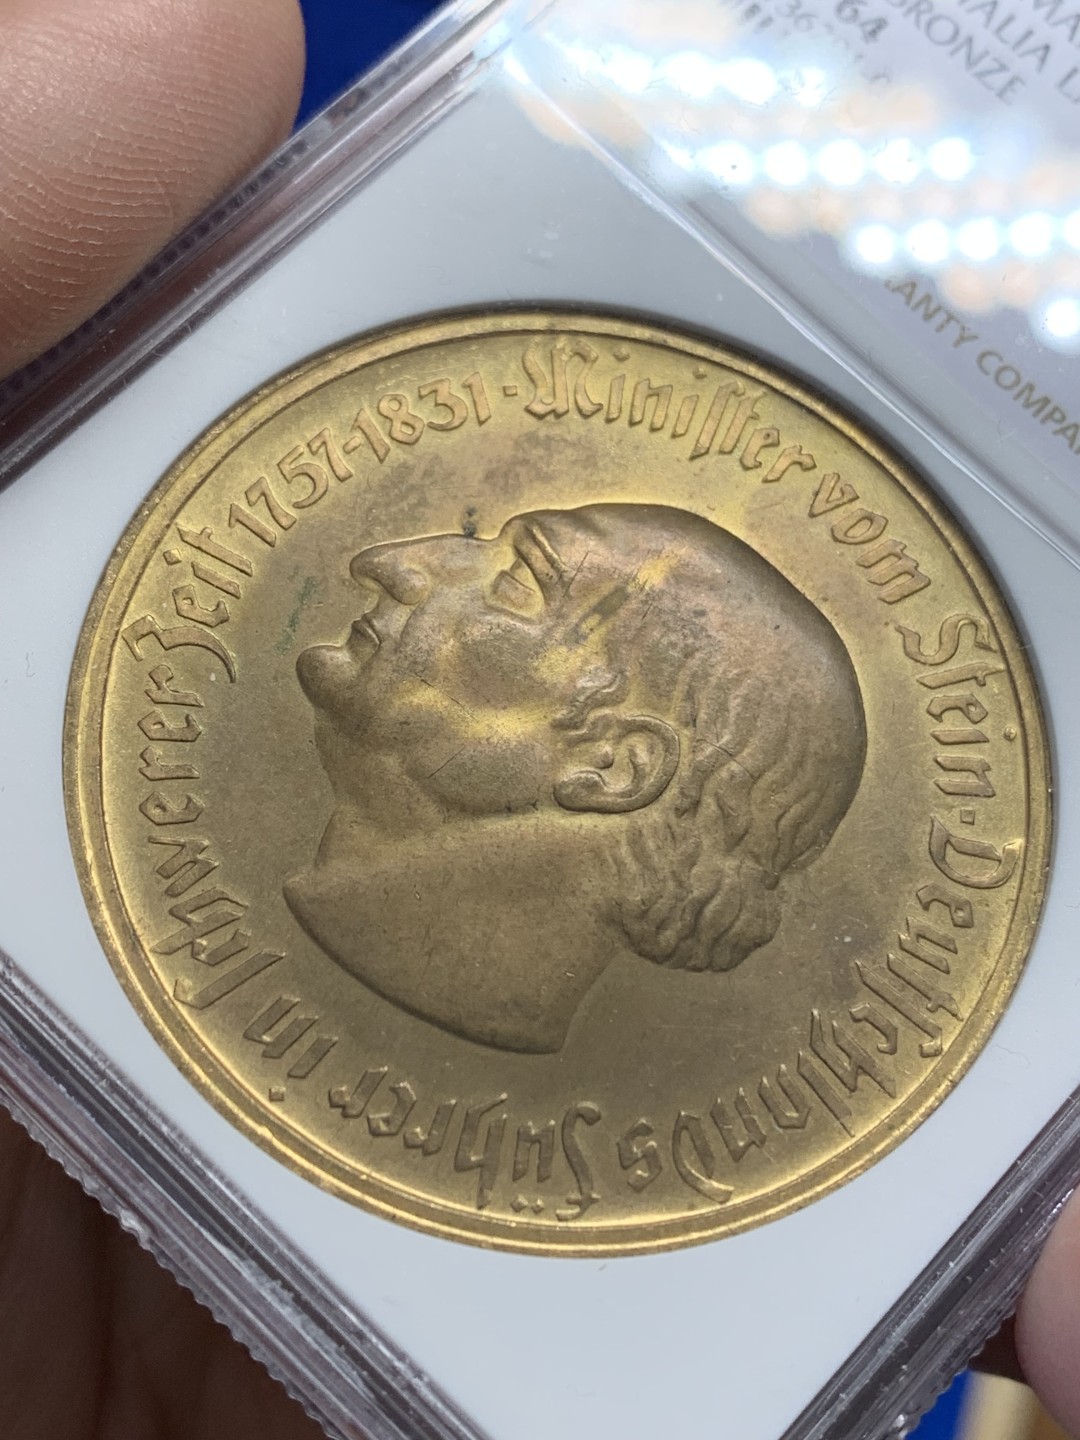 64
BRONZE
ANTY COMPA
Minister vom Stein · Deutschlands Führer in schwerer Zeit 1757-1831 ·